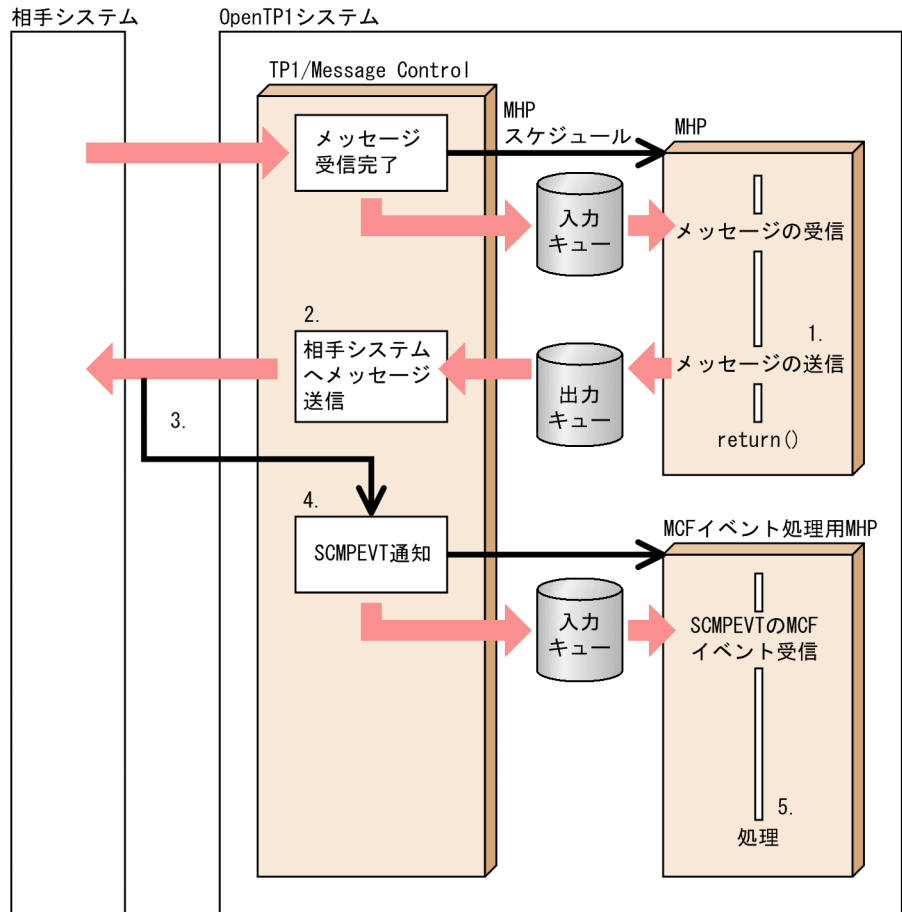 相手システム
OpenTP1システム
TP1/Message Control
MHP
スケジュール
MHP
メッセージ
受信完了
入力
キュー
メッセージの受信
2.
相手システム
へメッセージ
送信
出力
キュー
1.
メッセージの送信
return()
3.
4.
SCMPEVT通知
MCFイベント処理用MHP
入力
キュー
SCMPEVTのMCF
イベント受信
5.
処理